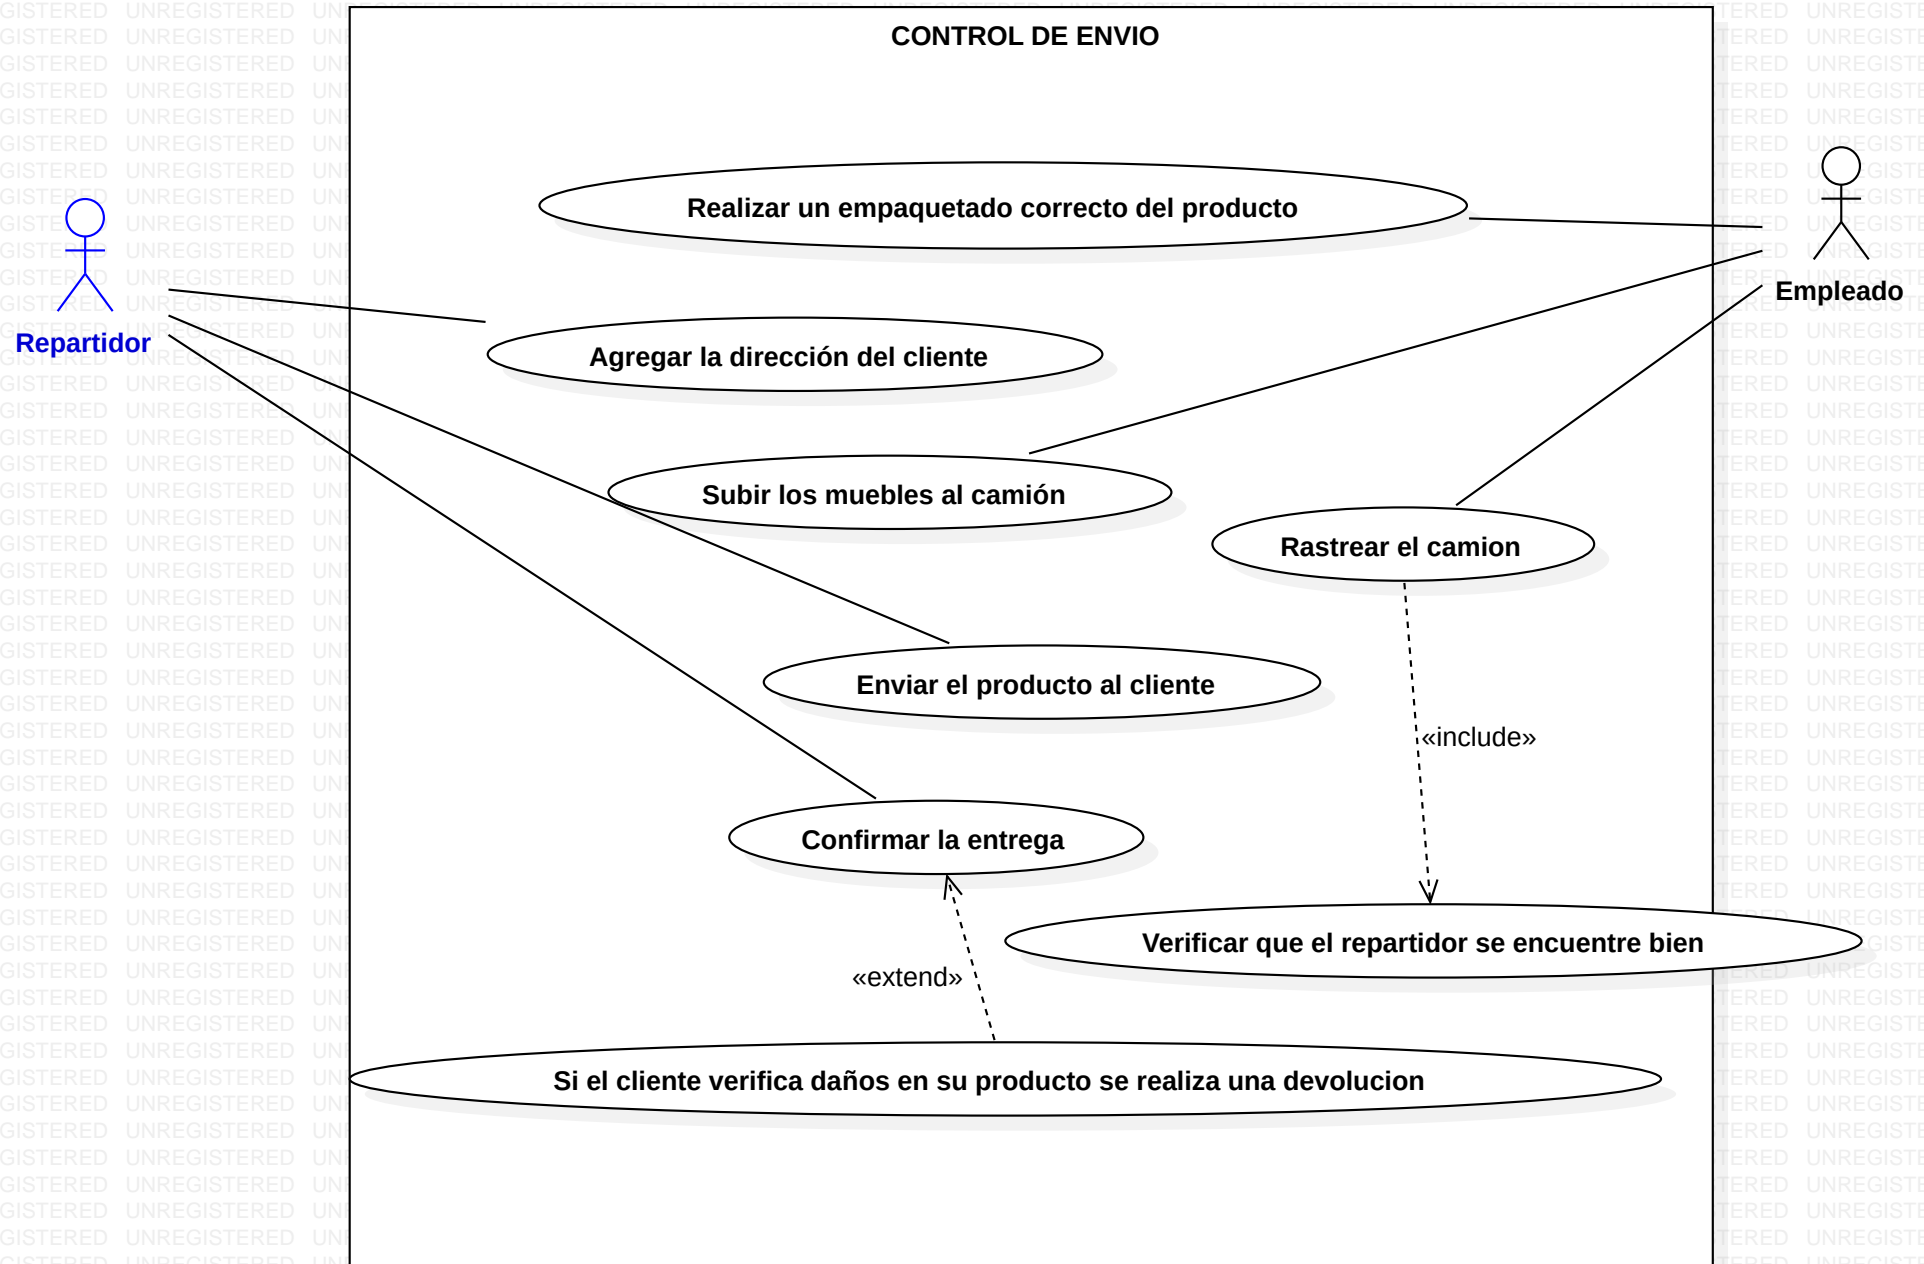 CONTROL DE ENVIO
Realizar un empaquetado correcto del producto
Empleado
Repartidor
Agregar la dirección del cliente
Subir los muebles al camión
Rastrear el camion
Enviar el producto al cliente
«include»
Confirmar la entrega
Verificar que el repartidor se encuentre bien
«extend»
Si el cliente verifica daños en su producto se realiza una devolucion
UNREGISTERED